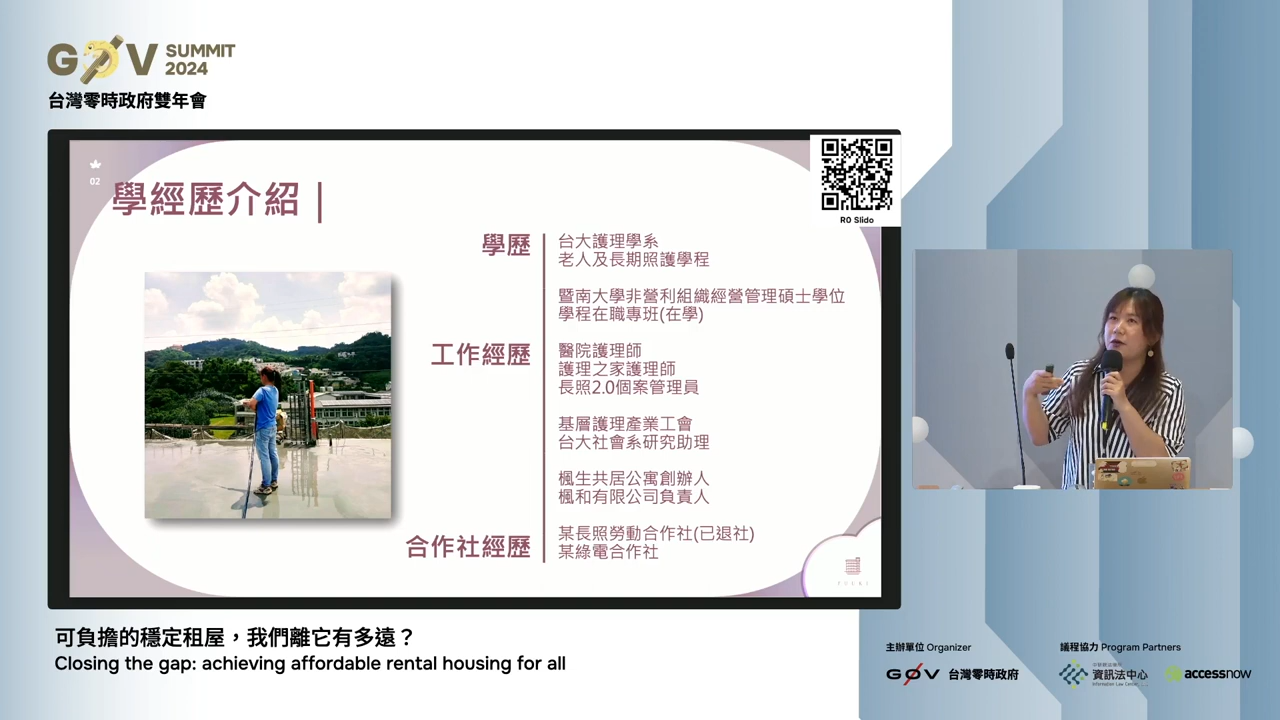 G0V SUMMIT 2024
台灣零時政府雙年會
02
學經歷介紹 |
R0 Slido
學歷
台大護理學系
老人及長期照護學程
暨南大學非營利組織經營管理碩士學位
學程在職專班(在學)
工作經歷
醫院護理師
護理之家護理師
長照2.0個案管理員
基層護理產業工會
台大社會系研究助理
楓生共居公寓創辦人
楓和有限公司負責人
合作社經歷
某長照勞動合作社(已退社)
某綠電合作社
可負擔的穩定租屋，我們離它有多遠？
Closing the gap: achieving affordable rental housing for all
主辦單位 Organizer
議程協力 Program Partners
G0V 台灣零時政府
資訊法中心
Information Law Center
accessnow